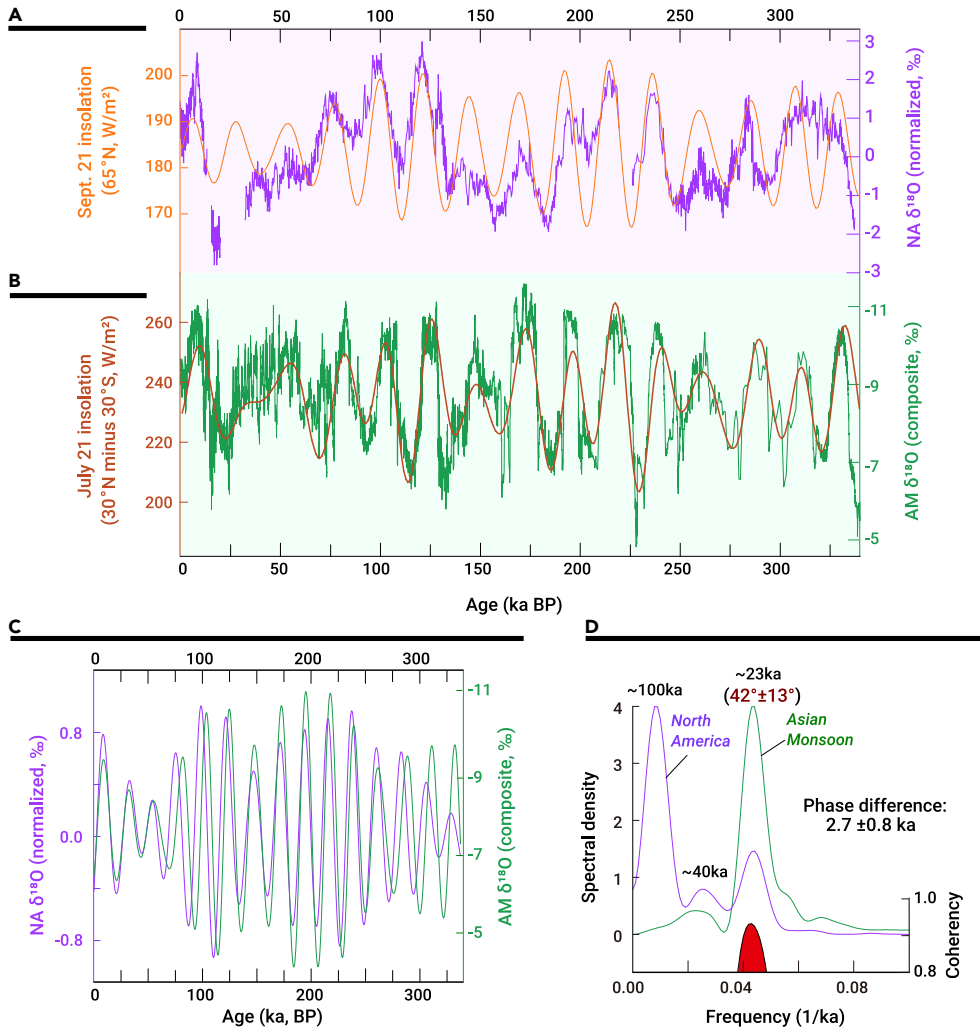 A
0 50 100 150 200 250 300
Sept. 21 insolation
(65°N, W/m²)
200
190
180
170
3
2
1
0
-1
-2
-3
NA δ¹⁸O (normalized, ‰)
B
July 21 insolation
(30°N minus 30°S, W/m²)
260
240
220
200
-11
-9
-7
-5
AM δ¹⁸O (composite, ‰)
0 50 100 150 200 250 300
Age (ka BP)
C
0 100 200 300
NA δ¹⁸O (normalized, ‰)
0.8
0.0
-0.8
-11
-9
-7
-5
AM δ¹⁸O (composite, ‰)
0 100 200 300
Age (ka, BP)
D
~100ka
~23ka
(42°±13°)
North
America
Asian
Monsoon
Phase difference:
2.7 ±0.8 ka
~40ka
Spectral density
4
3
2
1
0
1.0
0.8
Coherency
0.00 0.04 0.08
Frequency (1/ka)